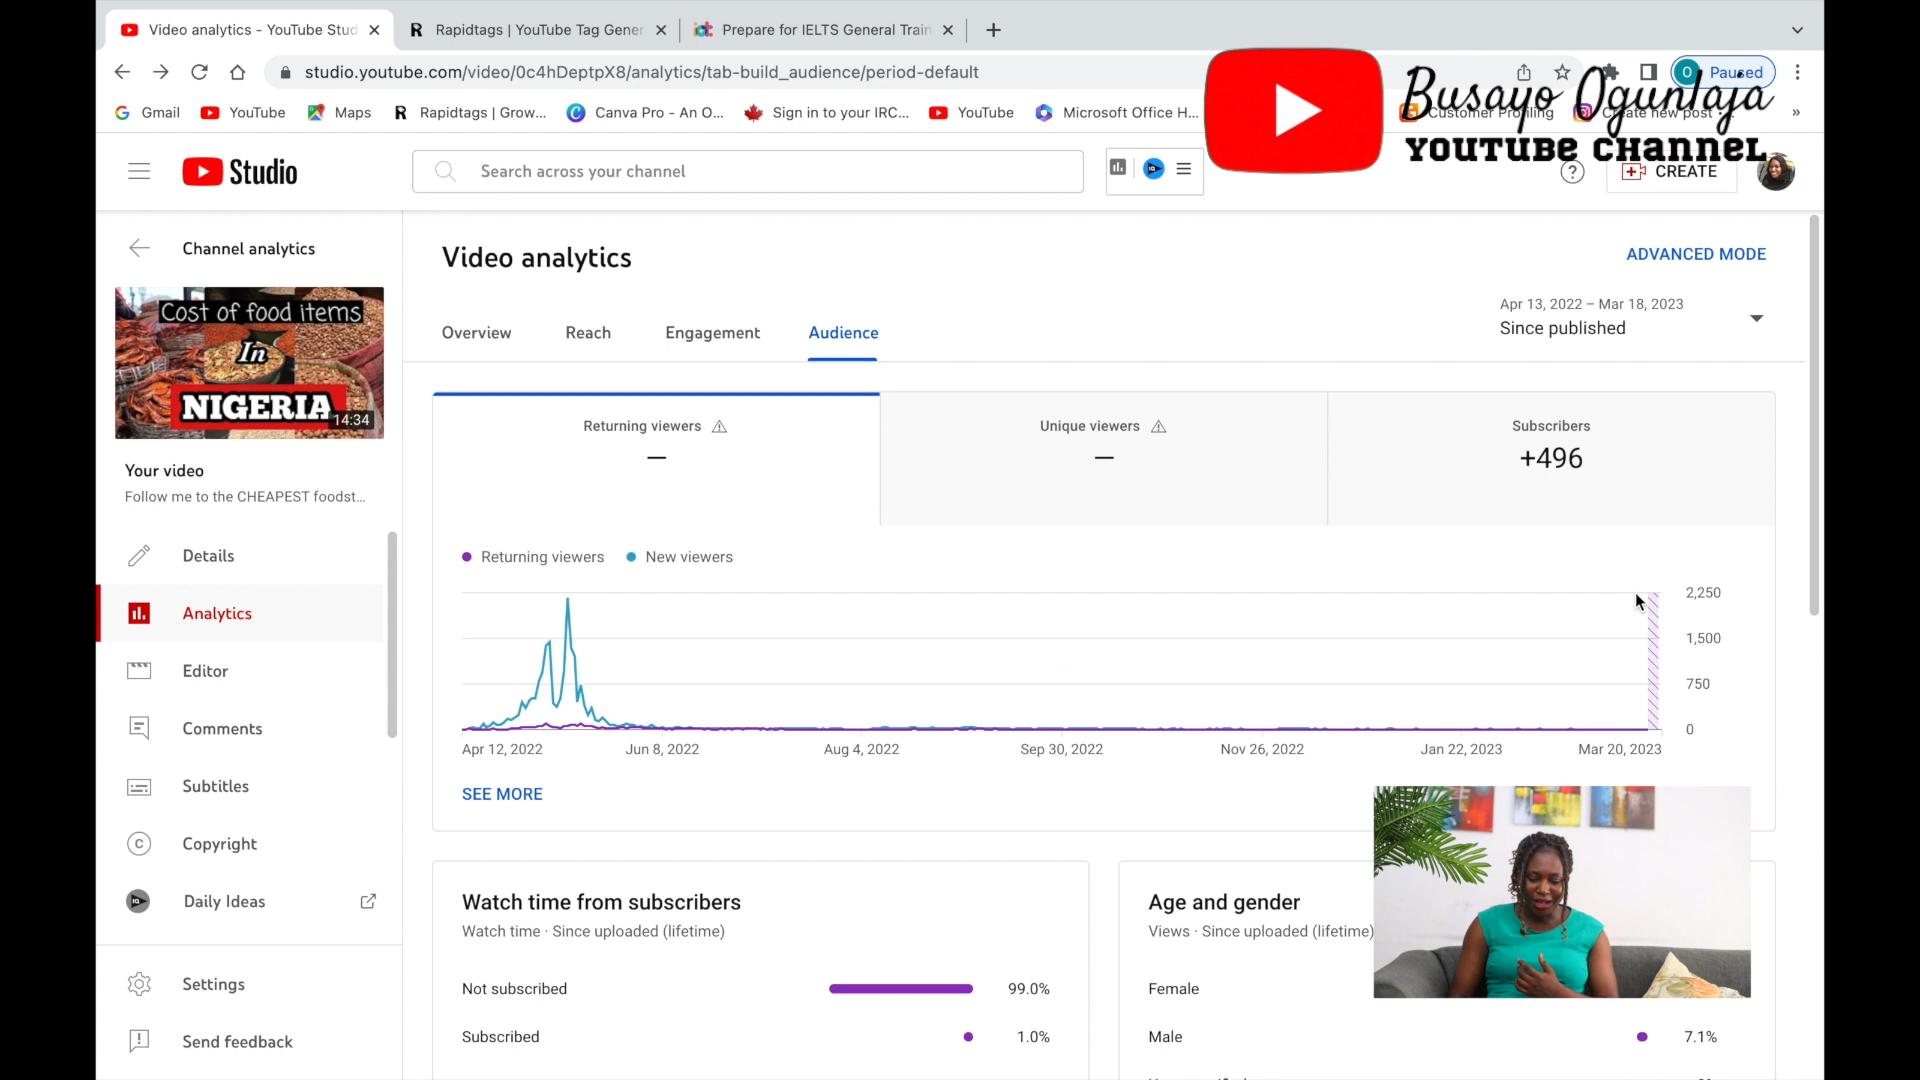 Video analytics - YouTube Stud
Rapidtags | YouTube Tag Gener
Prepare for IELTS General Train
studio.youtube.com/video/0c4hDeptpX8/analytics/tab-build_audience/period-default
O Paused
Gmail
YouTube
Maps
Rapidtags | Grow...
Canva Pro - An O...
Sign in to your IRC...
YouTube
Microsoft Office H...
Customer Profiling
Create new post
Busayo Ogunlaja
YOUTUBE CHANNEL
Studio
Search across your channel
CREATE
Channel analytics
Cost of food items
In
NIGERIA
14:34
Your video
Follow me to the CHEAPEST foodst...
Details
Analytics
Editor
Comments
Subtitles
Copyright
Daily Ideas
Settings
Send feedback
Video analytics
ADVANCED MODE
Overview
Reach
Engagement
Audience
Apr 13, 2022 – Mar 18, 2023
Since published
Returning viewers
—
Unique viewers
—
Subscribers
+496
Returning viewers
New viewers
2,250
1,500
750
0
Apr 12, 2022
Jun 8, 2022
Aug 4, 2022
Sep 30, 2022
Nov 26, 2022
Jan 22, 2023
Mar 20, 2023
SEE MORE
Watch time from subscribers
Watch time · Since uploaded (lifetime)
Not subscribed
99.0%
Subscribed
1.0%
Age and gender
Views · Since uploaded (lifetime)
Female
Male
7.1%